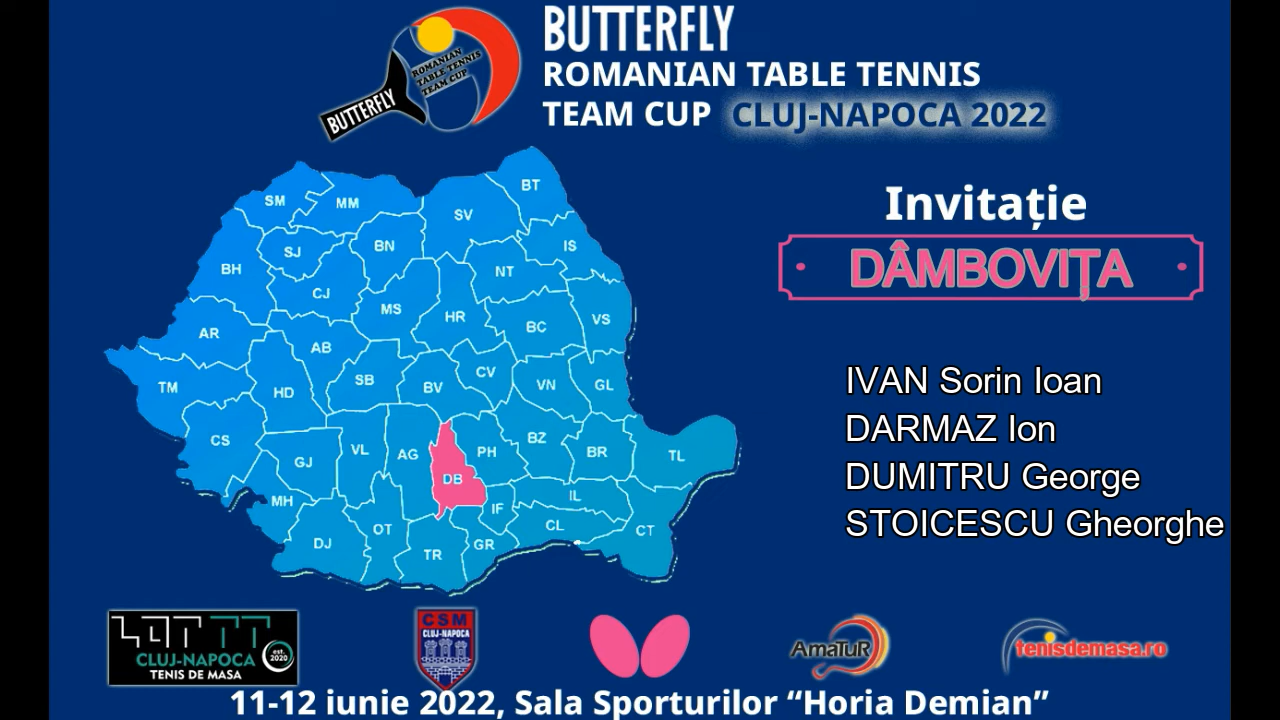 BUTTERFLY
ROMANIAN TABLE TENNIS
TEAM CUP CLUJ-NAPOCA 2022
ROMANIAN
TABLE TENNIS
TEAM CUP
BUTTERFLY
Invitație
DÂMBOVIȚA
IVAN Sorin Ioan
DARMAZ Ion
DUMITRU George
STOICESCU Gheorghe
BT
SM
MM
SV
SJ
BN
IS
BH
NT
CJ
MS
HR
VS
AR
BC
AB
TM
HD
SB
BV
CV
VN
GL
CS
VL
AG
PH
BZ
BR
TL
GJ
DB
MH
IF
IL
OT
CL
CT
DJ
TR
GR
CLUJ-NAPOCA
TENIS DE MASA
est.
2020
CSM
CLUJ-NAPOCA
AmaTuR
tenisdemasa.ro
11-12 iunie 2022, Sala Sporturilor “Horia Demian”